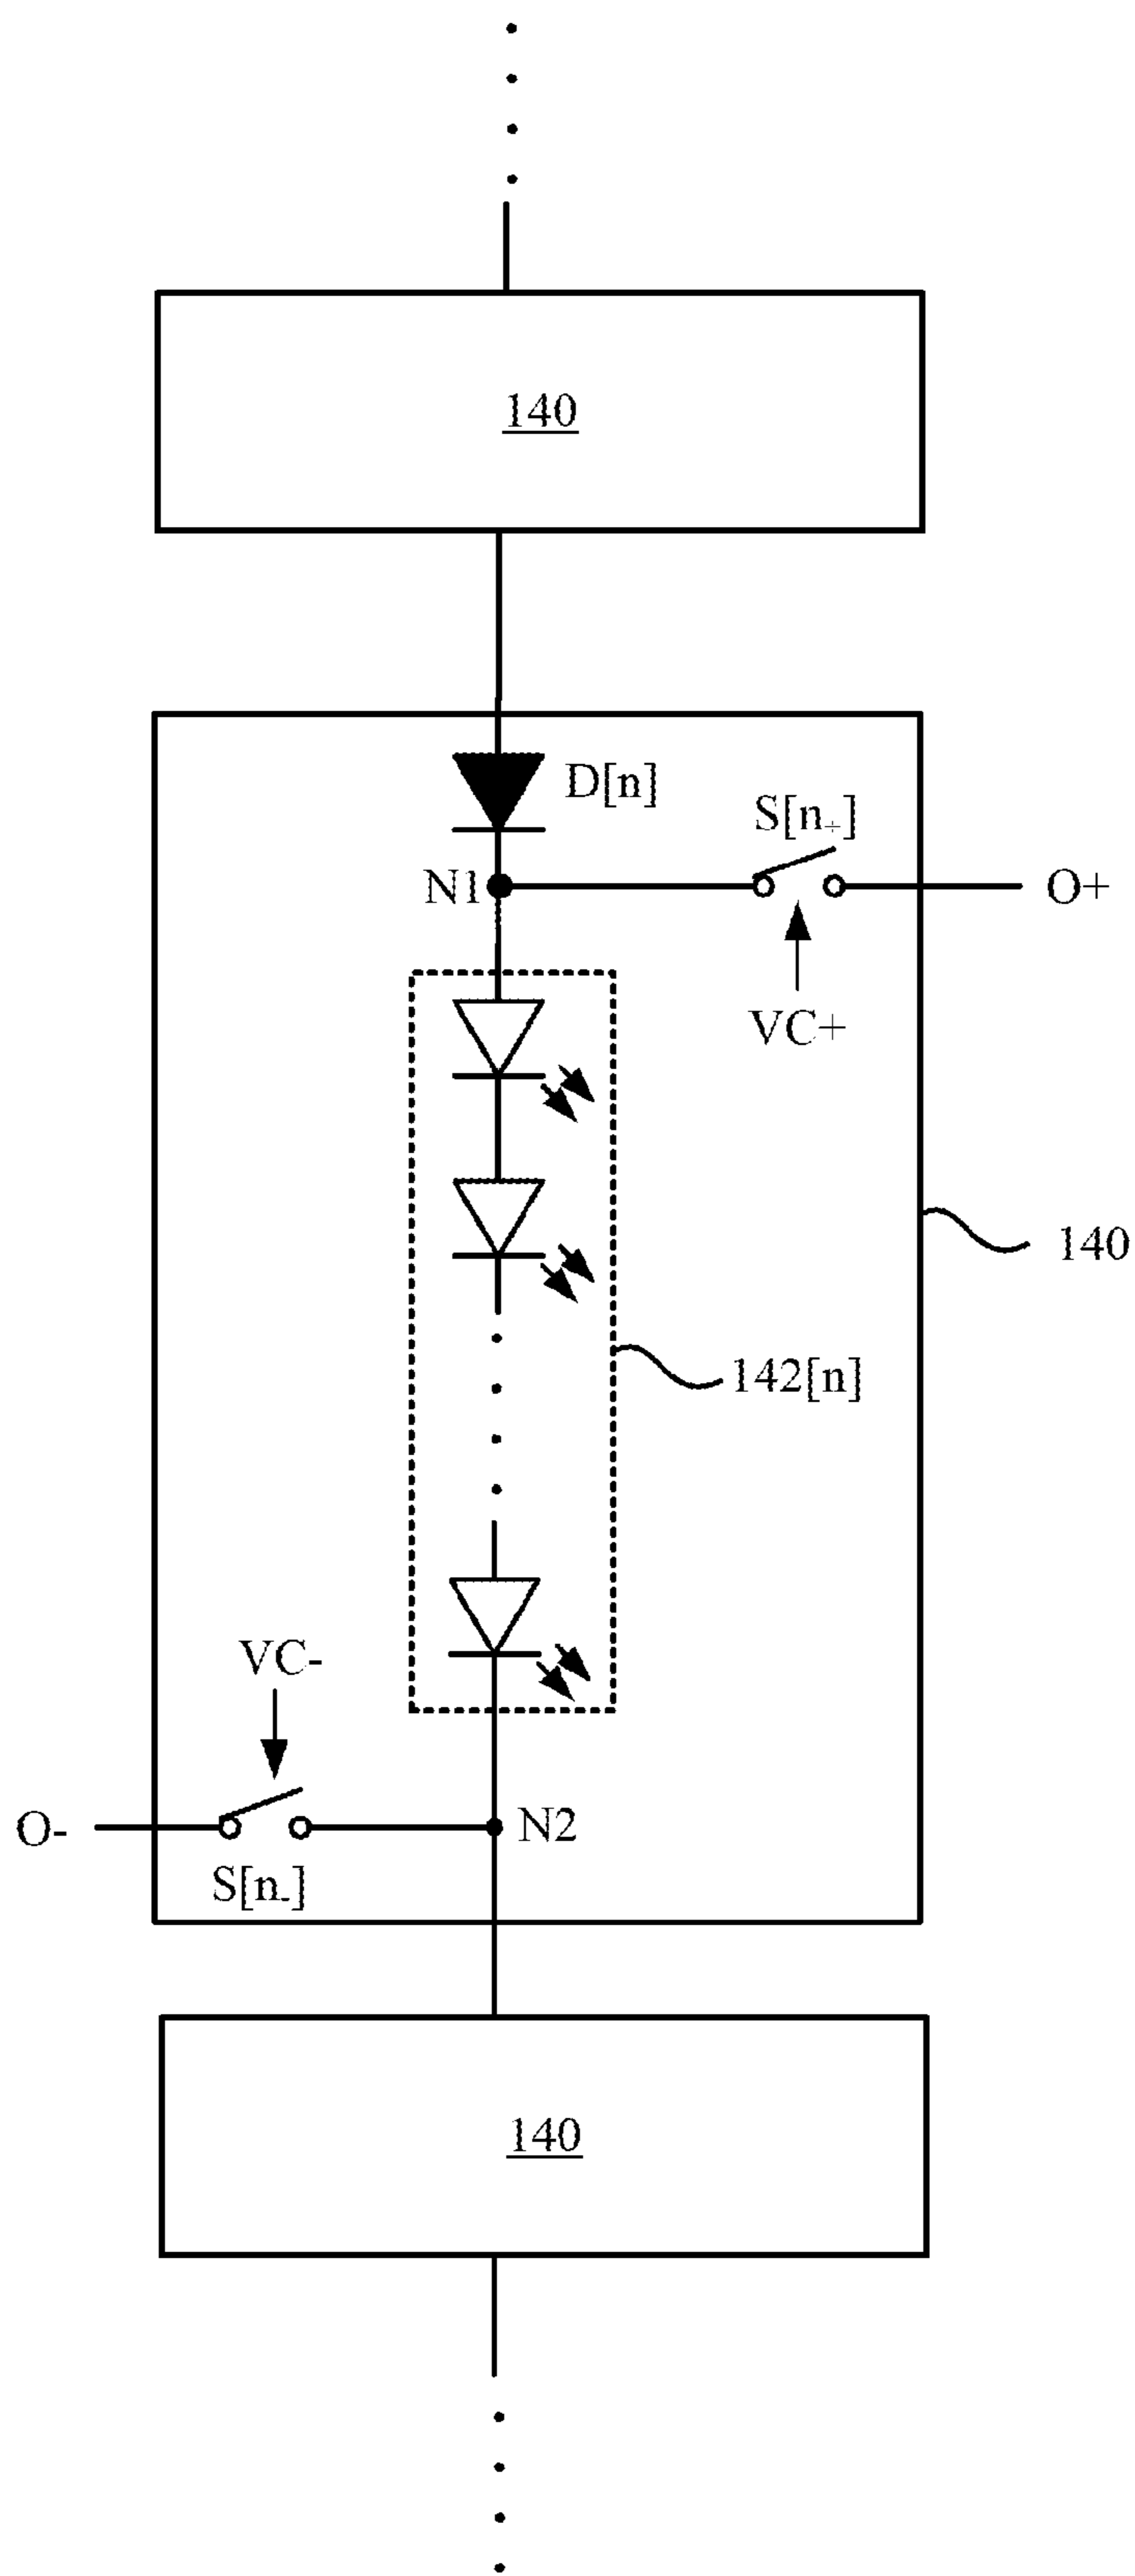 140
D[n]
S[n+]
N1
O+
VC+
140
142[n]
VC-
O-
N2
S[n-]
140